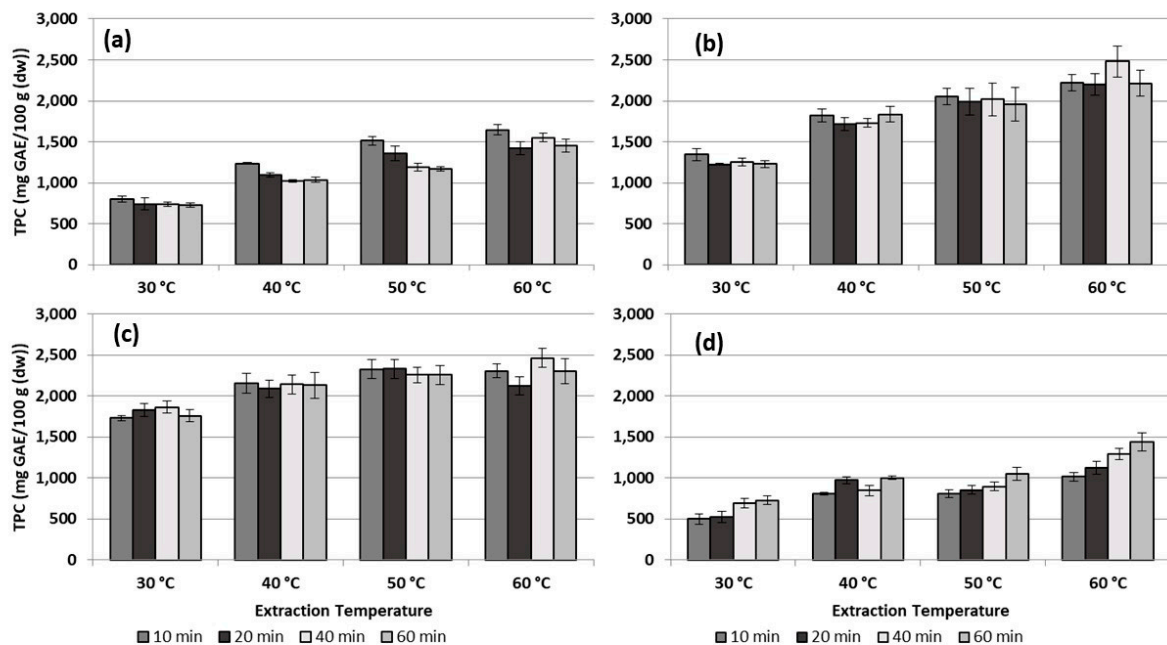 (a)
TPC (mg GAE/100 g (dw))
3,000
2,500
2,000
1,500
1,000
500
0
30 °C 40 °C 50 °C 60 °C
(b)
3,000
2,500
2,000
1,500
1,000
500
0
30 °C 40 °C 50 °C 60 °C
(c)
TPC (mg GAE/100 g (dw))
3,000
2,500
2,000
1,500
1,000
500
0
30 °C 40 °C 50 °C 60 °C
Extraction Temperature
10 min 20 min 40 min 60 min
(d)
3,000
2,500
2,000
1,500
1,000
500
0
30 °C 40 °C 50 °C 60 °C
Extraction Temperature
10 min 20 min 40 min 60 min